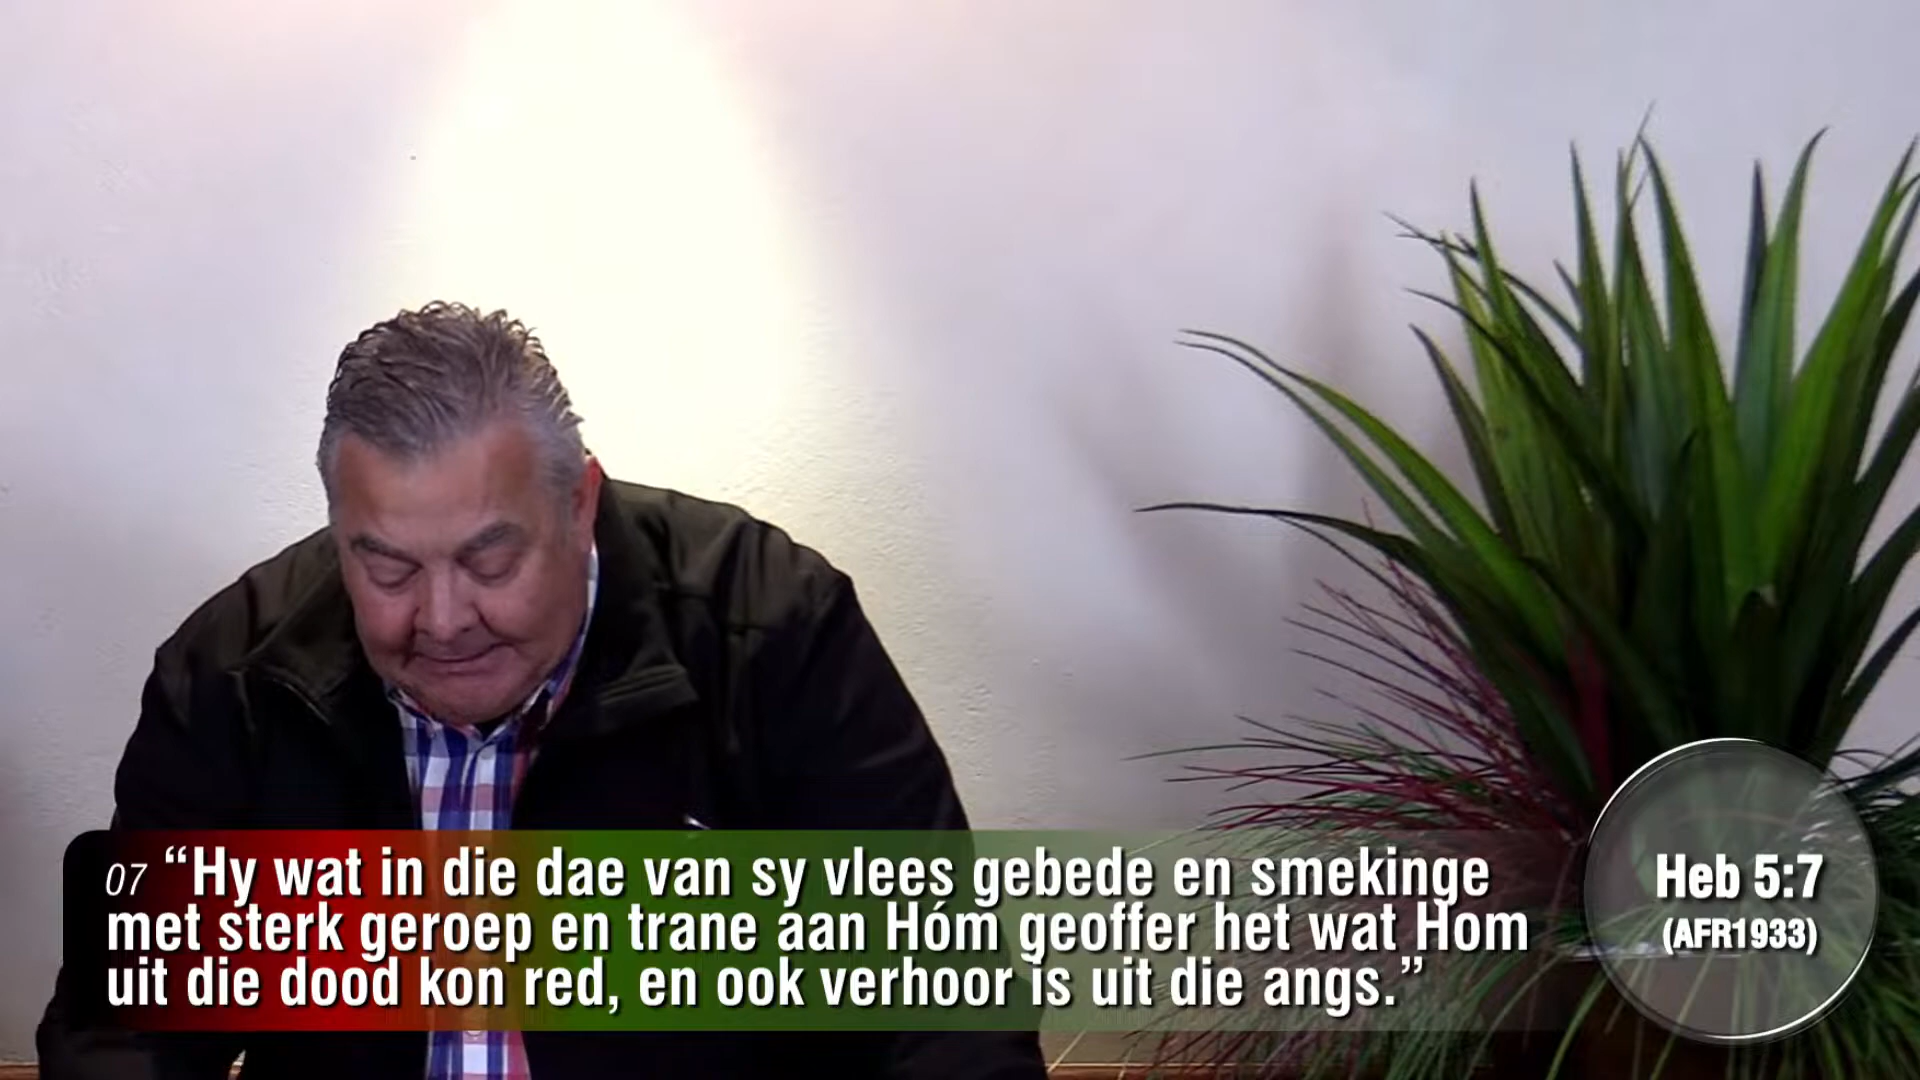 07 “Hy wat in die dae van sy vlees gebede en smekinge
met sterk geroep en trane aan Hóm geoffer het wat Hom
uit die dood kon red, en ook verhoor is uit die angs.”
Heb 5:7
(AFR1933)